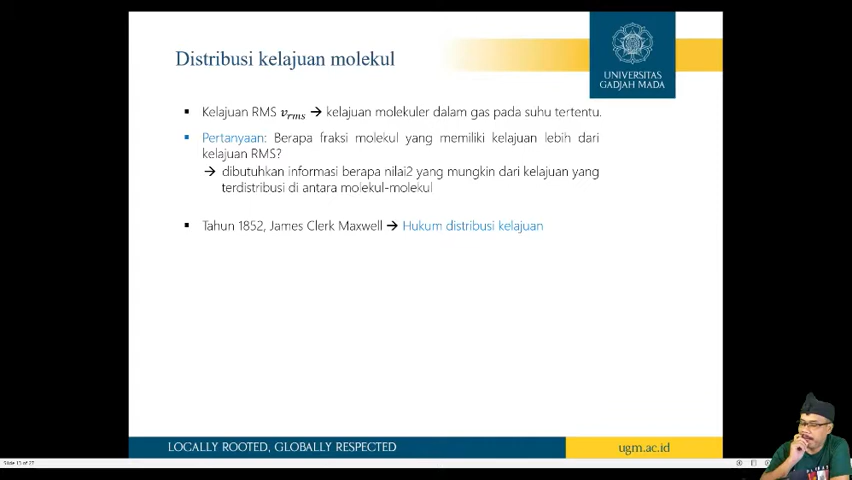 Distribusi kelajuan molekul
UNIVERSITAS
GADJAH MADA
▪ Kelajuan RMS v_rms → kelajuan molekuler dalam gas pada suhu tertentu.
▪ Pertanyaan: Berapa fraksi molekul yang memiliki kelajuan lebih dari
kelajuan RMS?
→ dibutuhkan informasi berapa nilai2 yang mungkin dari kelajuan yang
terdistribusi di antara molekul-molekul
▪ Tahun 1852, James Clerk Maxwell → Hukum distribusi kelajuan
LOCALLY ROOTED, GLOBALLY RESPECTED
ugm.ac.id